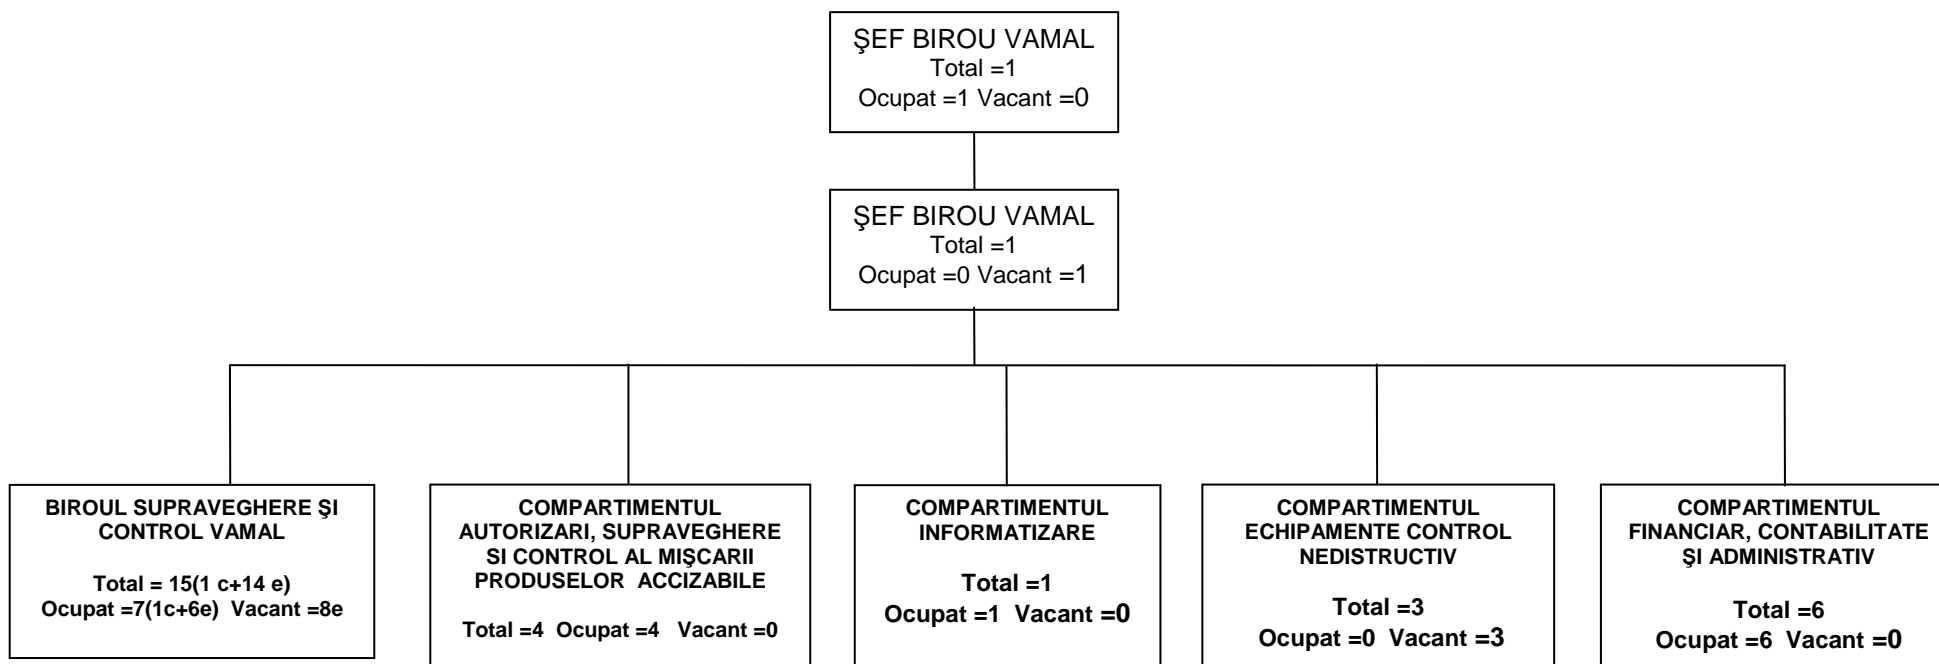 ŞEF BIROU VAMAL
Total =1
Ocupat =1 Vacant =0
ŞEF BIROU VAMAL
Total =1
Ocupat =0 Vacant =1
BIROUL SUPRAVEGHERE ŞI
CONTROL VAMAL
Total = 15(1 c+14 e)
Ocupat =7(1c+6e) Vacant =8e
COMPARTIMENTUL
AUTORIZARI, SUPRAVEGHERE
SI CONTROL AL MIŞCARII
PRODUSELOR ACCIZABILE
Total =4 Ocupat =4 Vacant =0
COMPARTIMENTUL
INFORMATIZARE
Total =1
Ocupat =1 Vacant =0
COMPARTIMENTUL
ECHIPAMENTE CONTROL
NEDISTRUCTIV
Total =3
Ocupat =0 Vacant =3
COMPARTIMENTUL
FINANCIAR, CONTABILITATE
ŞI ADMINISTRATIV
Total =6
Ocupat =6 Vacant =0